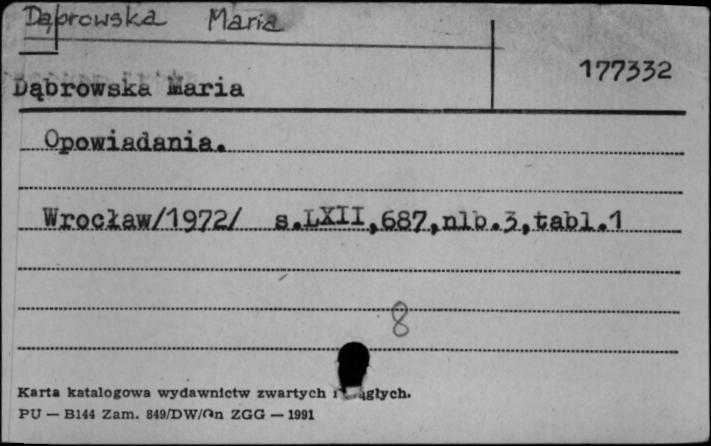 Dąbrowska Maria
177332
Dąbrowska Maria
Opowiadania.
Wrocław/1972/ s.LXII,687,nlb.3,tabl.1
8
Karta katalogowa wydawnictw zwartych i ciągłych.
PU — B144 Zam. 849/DW/On ZGG — 1991